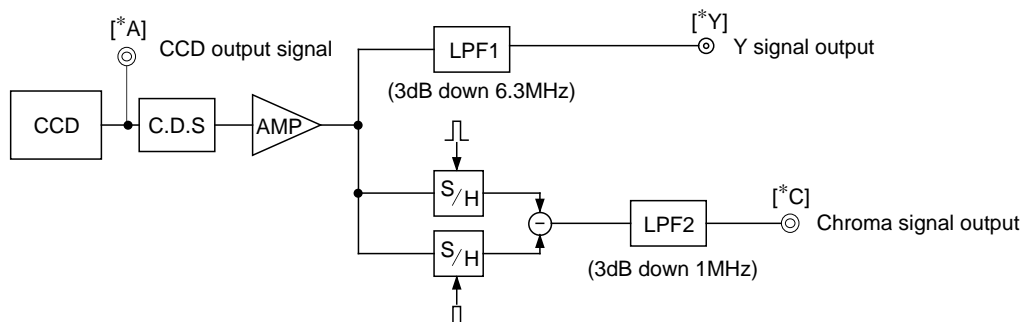 [*A]
CCD output signal
[*Y]
Y signal output
LPF1
(3dB down 6.3MHz)
CCD
C.D.S
AMP
S/H
S/H
−
LPF2
(3dB down 1MHz)
[*C]
Chroma signal output